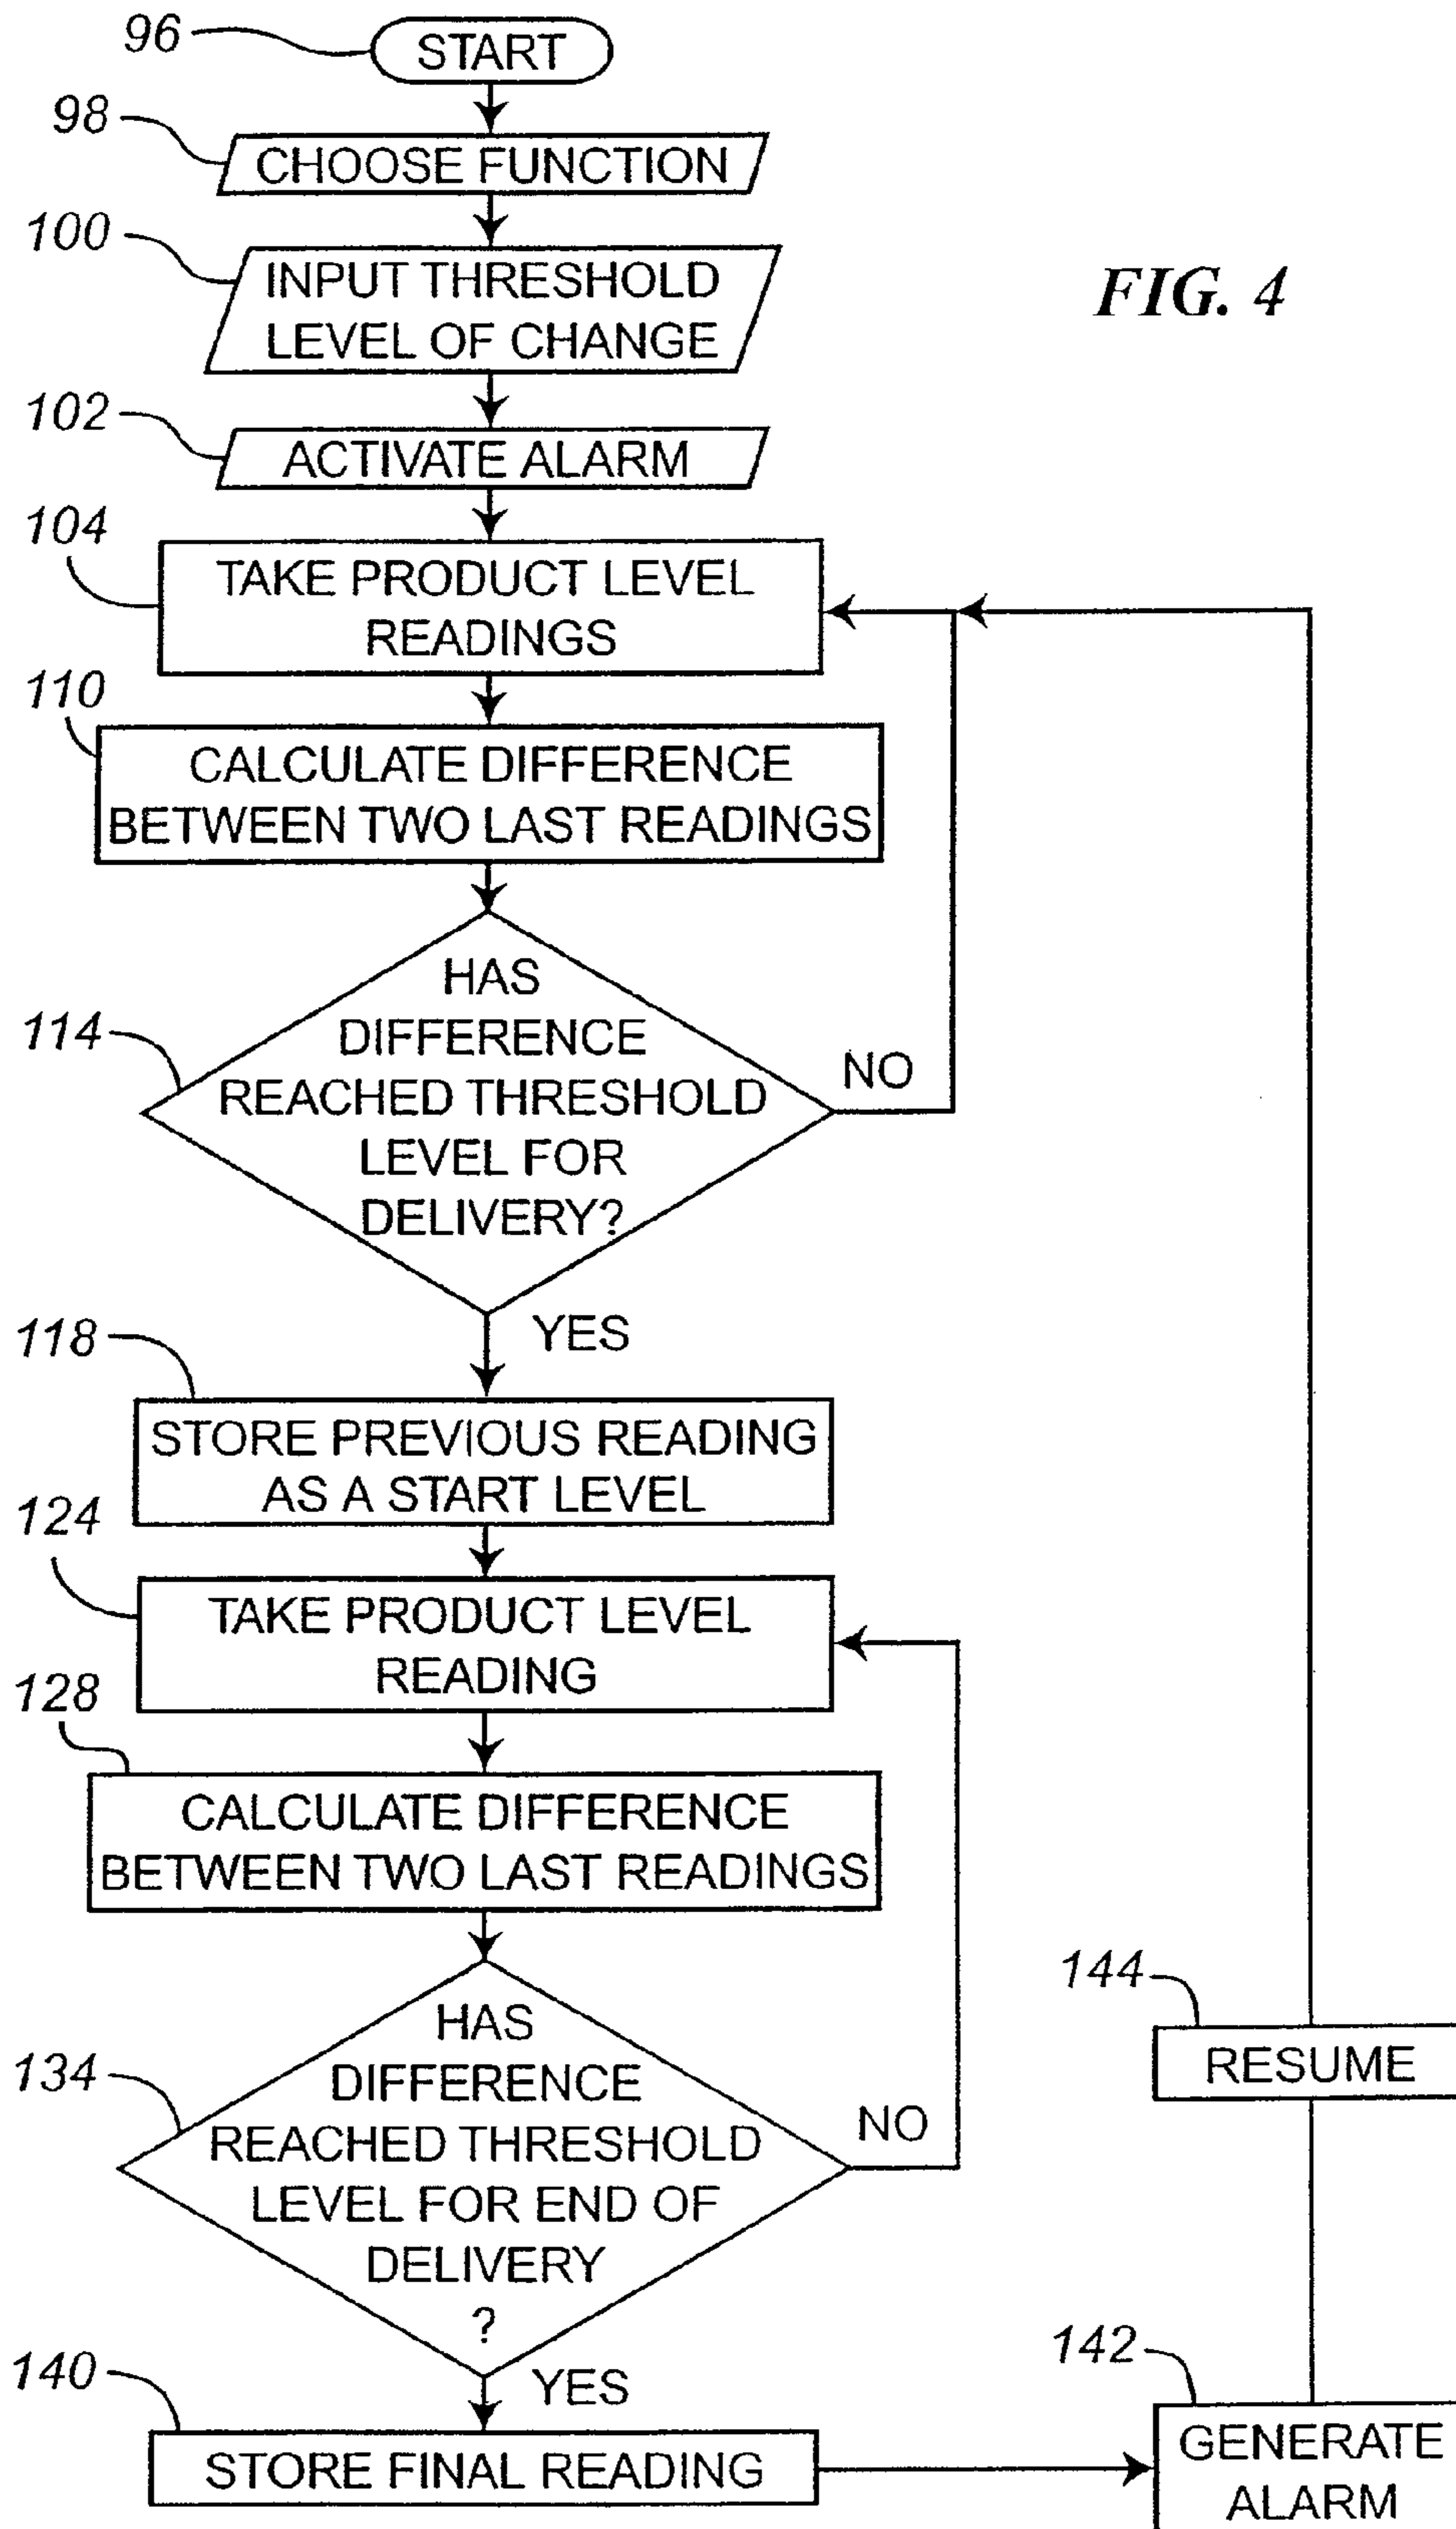 96
START
98
CHOOSE FUNCTION
100
INPUT THRESHOLD
LEVEL OF CHANGE
FIG. 4
102
ACTIVATE ALARM
104
TAKE PRODUCT LEVEL
READINGS
110
CALCULATE DIFFERENCE
BETWEEN TWO LAST READINGS
114
HAS
DIFFERENCE
REACHED THRESHOLD
LEVEL FOR
DELIVERY?
NO
YES
118
STORE PREVIOUS READING
AS A START LEVEL
124
TAKE PRODUCT LEVEL
READING
128
CALCULATE DIFFERENCE
BETWEEN TWO LAST READINGS
134
HAS
DIFFERENCE
REACHED THRESHOLD
LEVEL FOR END OF
DELIVERY
?
NO
YES
144
RESUME
140
STORE FINAL READING
142
GENERATE
ALARM